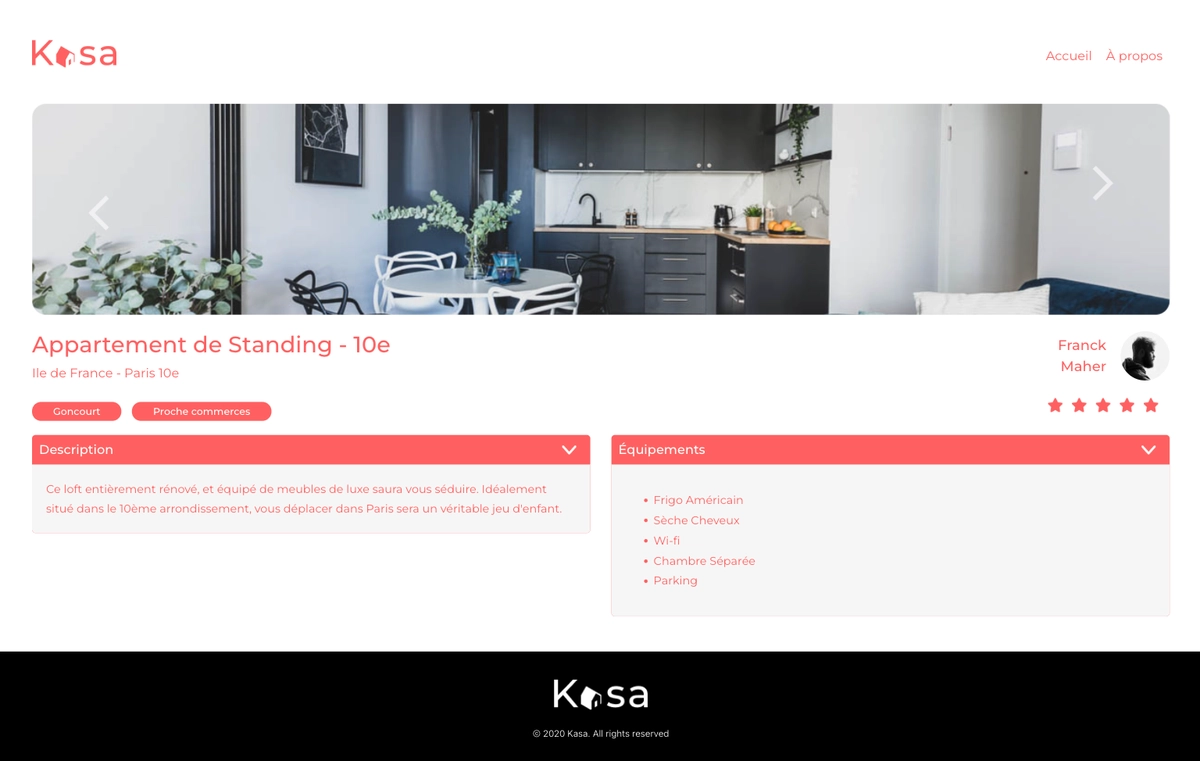 Kasa
Accueil À propos
Appartement de Standing - 10e
Ile de France - Paris 10e
Goncourt
Proche commerces
Franck
Maher
Description
Ce loft entièrement rénové, et équipé de meubles de luxe saura vous séduire. Idéalement
situé dans le 10ème arrondissement, vous déplacer dans Paris sera un véritable jeu d'enfant.
Équipements
• Frigo Américain
• Sèche Cheveux
• Wi-fi
• Chambre Séparée
• Parking
Kasa
© 2020 Kasa. All rights reserved